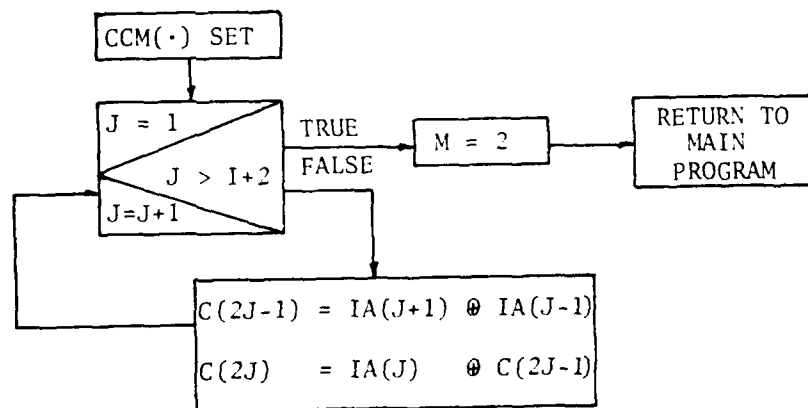 CCM(·) SET
J = 1
J > I+2
J=J+1
TRUE
FALSE
M = 2
RETURN TO
MAIN
PROGRAM
C(2J-1) = IA(J+1) ⊕ IA(J-1)
C(2J) = IA(J) ⊕ C(2J-1)